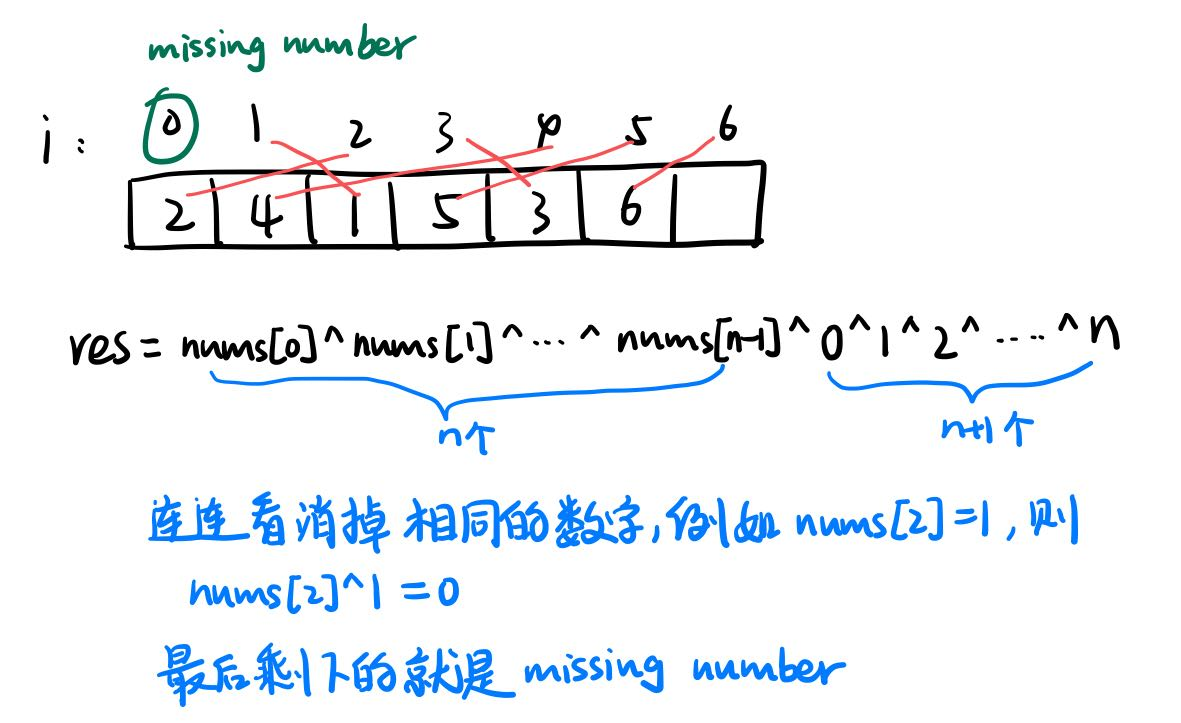 missing number
i : 0 1 2 3 4 5 6
2 4 1 5 3 6
res = nums[0]^nums[1]^...^nums[n-1]^0^1^2^.....^n
n个 n+1个
连连看消掉相同的数字,例如 nums[2]=1,则
nums[2]^1=0
最后剩下的就是 missing number